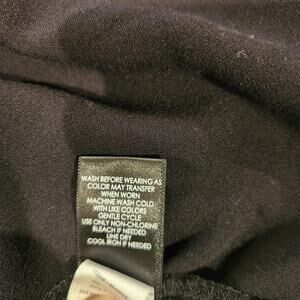 WASH BEFORE WEARING AS
COLOR MAY TRANSFER
WHEN WORN
MACHINE WASH COLD
WITH LIKE COLORS
GENTLE CYCLE
USE ONLY NON-CHLORINE
BLEACH IF NEEDED
LINE DRY
COOL IRON IF NEEDED